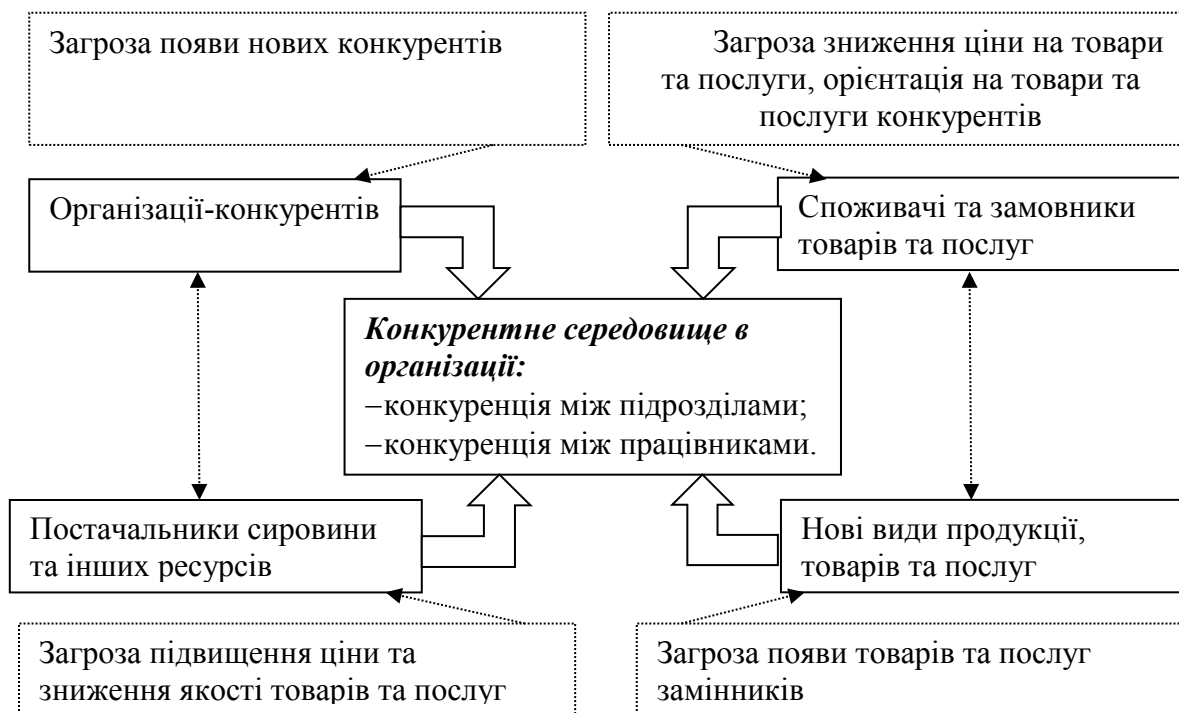 Загроза появи нових конкурентів
Загроза зниження ціни на товари
та послуги, орієнтація на товари та
послуги конкурентів
Організації-конкурентів
Споживачі та замовники
товарів та послуг
Конкурентне середовище в
організації:
−конкуренція між підрозділами;
−конкуренція між працівниками.
Постачальники сировини
та інших ресурсів
Нові види продукції,
товарів та послуг
Загроза підвищення ціни та
зниження якості товарів та послуг
Загроза появи товарів та послуг
замінників